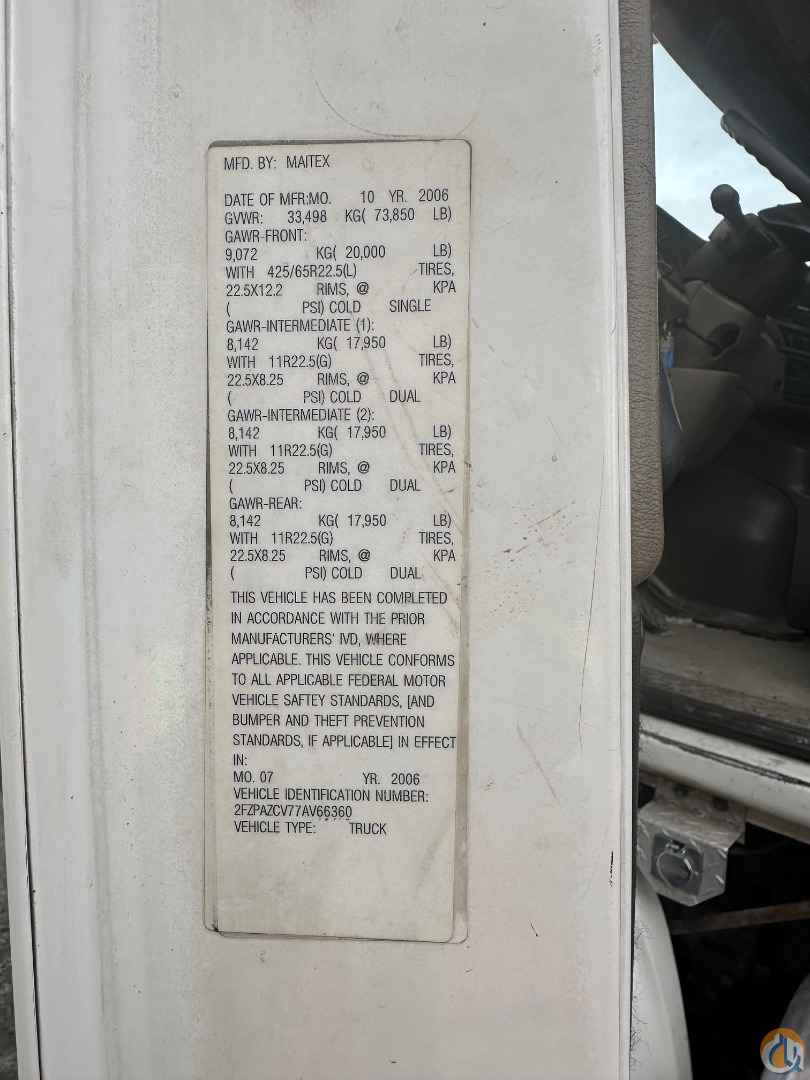 MFD. BY: MAITEX
DATE OF MFR:MO. 10 YR. 2006
GVWR: 33,498 KG( 73,850 LB)
GAWR-FRONT:
9,072 KG( 20,000 LB)
WITH 425/65R22.5(L) TIRES,
22.5X12.2 RIMS, @ KPA
( PSI) COLD SINGLE
GAWR-INTERMEDIATE (1):
8,142 KG( 17,950 LB)
WITH 11R22.5(G) TIRES,
22.5X8.25 RIMS, @ KPA
( PSI) COLD DUAL
GAWR-INTERMEDIATE (2):
8,142 KG( 17,950 LB)
WITH 11R22.5(G) TIRES,
22.5X8.25 RIMS, @ KPA
( PSI) COLD DUAL
GAWR-REAR:
8,142 KG( 17,950 LB)
WITH 11R22.5(G) TIRES,
22.5X8.25 RIMS, @ KPA
( PSI) COLD DUAL
THIS VEHICLE HAS BEEN COMPLETED
IN ACCORDANCE WITH THE PRIOR
MANUFACTURERS' IVD, WHERE
APPLICABLE. THIS VEHICLE CONFORMS
TO ALL APPLICABLE FEDERAL MOTOR
VEHICLE SAFTEY STANDARDS, [AND
BUMPER AND THEFT PREVENTION
STANDARDS, IF APPLICABLE] IN EFFECT
IN:
MO. 07 YR. 2006
VEHICLE IDENTIFICATION NUMBER:
2FZPAZCV77AV66360
VEHICLE TYPE: TRUCK